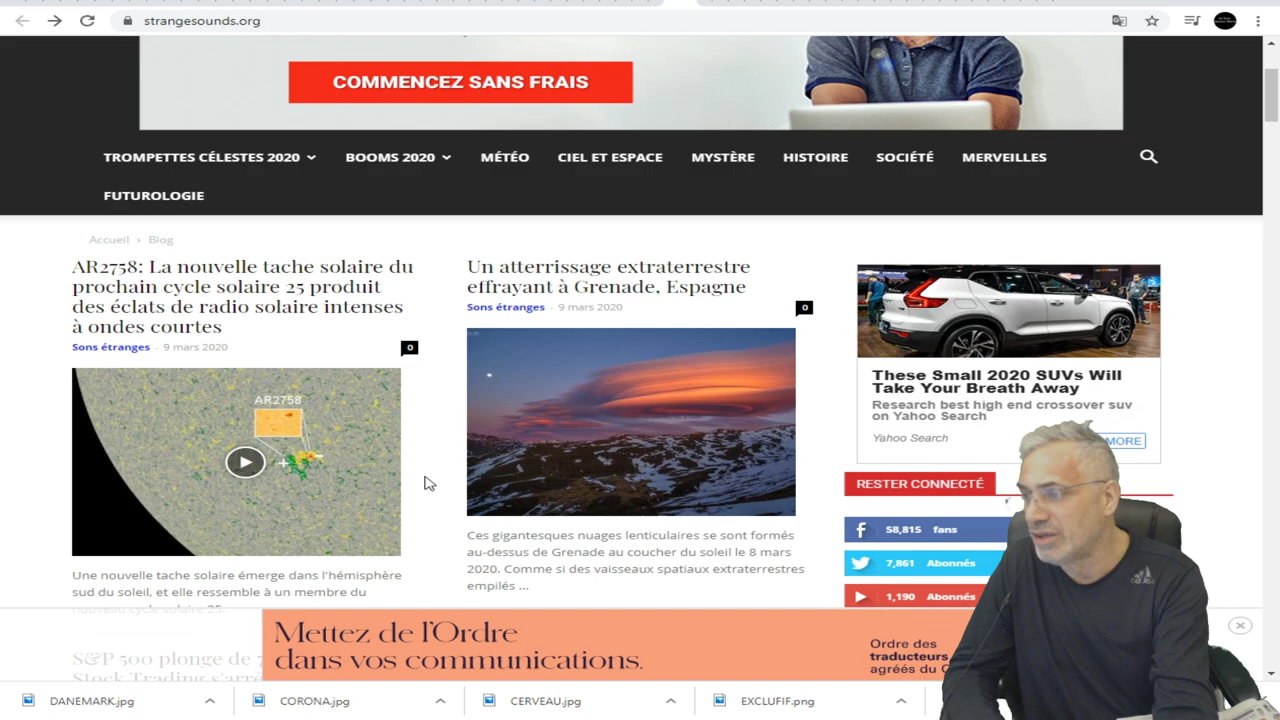 strangesounds.org
COMMENCEZ SANS FRAIS
TROMPETTES CÉLESTES 2020 BOOMS 2020 MÉTÉO CIEL ET ESPACE MYSTÈRE HISTOIRE SOCIÉTÉ MERVEILLES
FUTUROLOGIE
Accueil › Blog
AR2758: La nouvelle tache solaire du
prochain cycle solaire 25 produit
des éclats de radio solaire intenses
à ondes courtes
Sons étranges - 9 mars 2020
0
AR2758
Une nouvelle tache solaire émerge dans l'hémisphère
sud du soleil, et elle ressemble à un membre du
nouveau cycle solaire 25.
S&P 500 plonge de
Stock Trading s'arrê
Un atterrissage extraterrestre
effrayant à Grenade, Espagne
Sons étranges - 9 mars 2020
0
Ces gigantesques nuages lenticulaires se sont formés
au-dessus de Grenade au coucher du soleil le 8 mars
2020. Comme si des vaisseaux spatiaux extraterrestres
empilés ...
These Small 2020 SUVs Will
Take Your Breath Away
Research best high end crossover suv
on Yahoo Search
Yahoo Search
MORE
RESTER CONNECTÉ
58,815 fans
7,861 Abonnés
1,190 Abonnés
Mettez de l'Ordre
dans vos communications.
Ordre des
traducteurs
agréés du
DANEMARK.jpg
CORONA.jpg
CERVEAU.jpg
EXCLUFIF.png